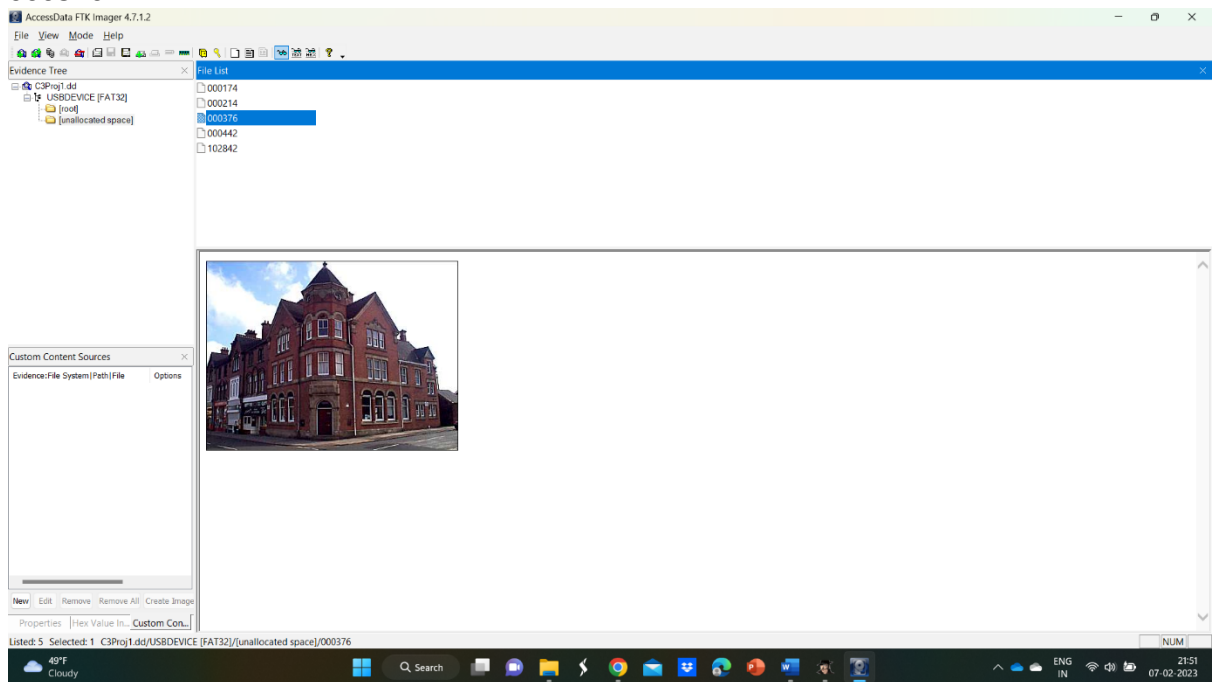 AccessData FTK Imager 4.7.1.2
File View Mode Help
Evidence Tree
File List
C3Proj1.dd
USBDEVICE [FAT32]
[root]
[unallocated space]
000174
000214
000376
000442
102842
Custom Content Sources
Evidence:File System|Path|File Options
New Edit Remove Remove All Create Image
Properties Hex Value In... Custom Con...
Listed: 5 Selected: 1 C3Proj1.dd/USBDEVICE [FAT32]/[unallocated space]/000376
NUM
49°F
Cloudy
Search
ENG
IN
21:51
07-02-2023